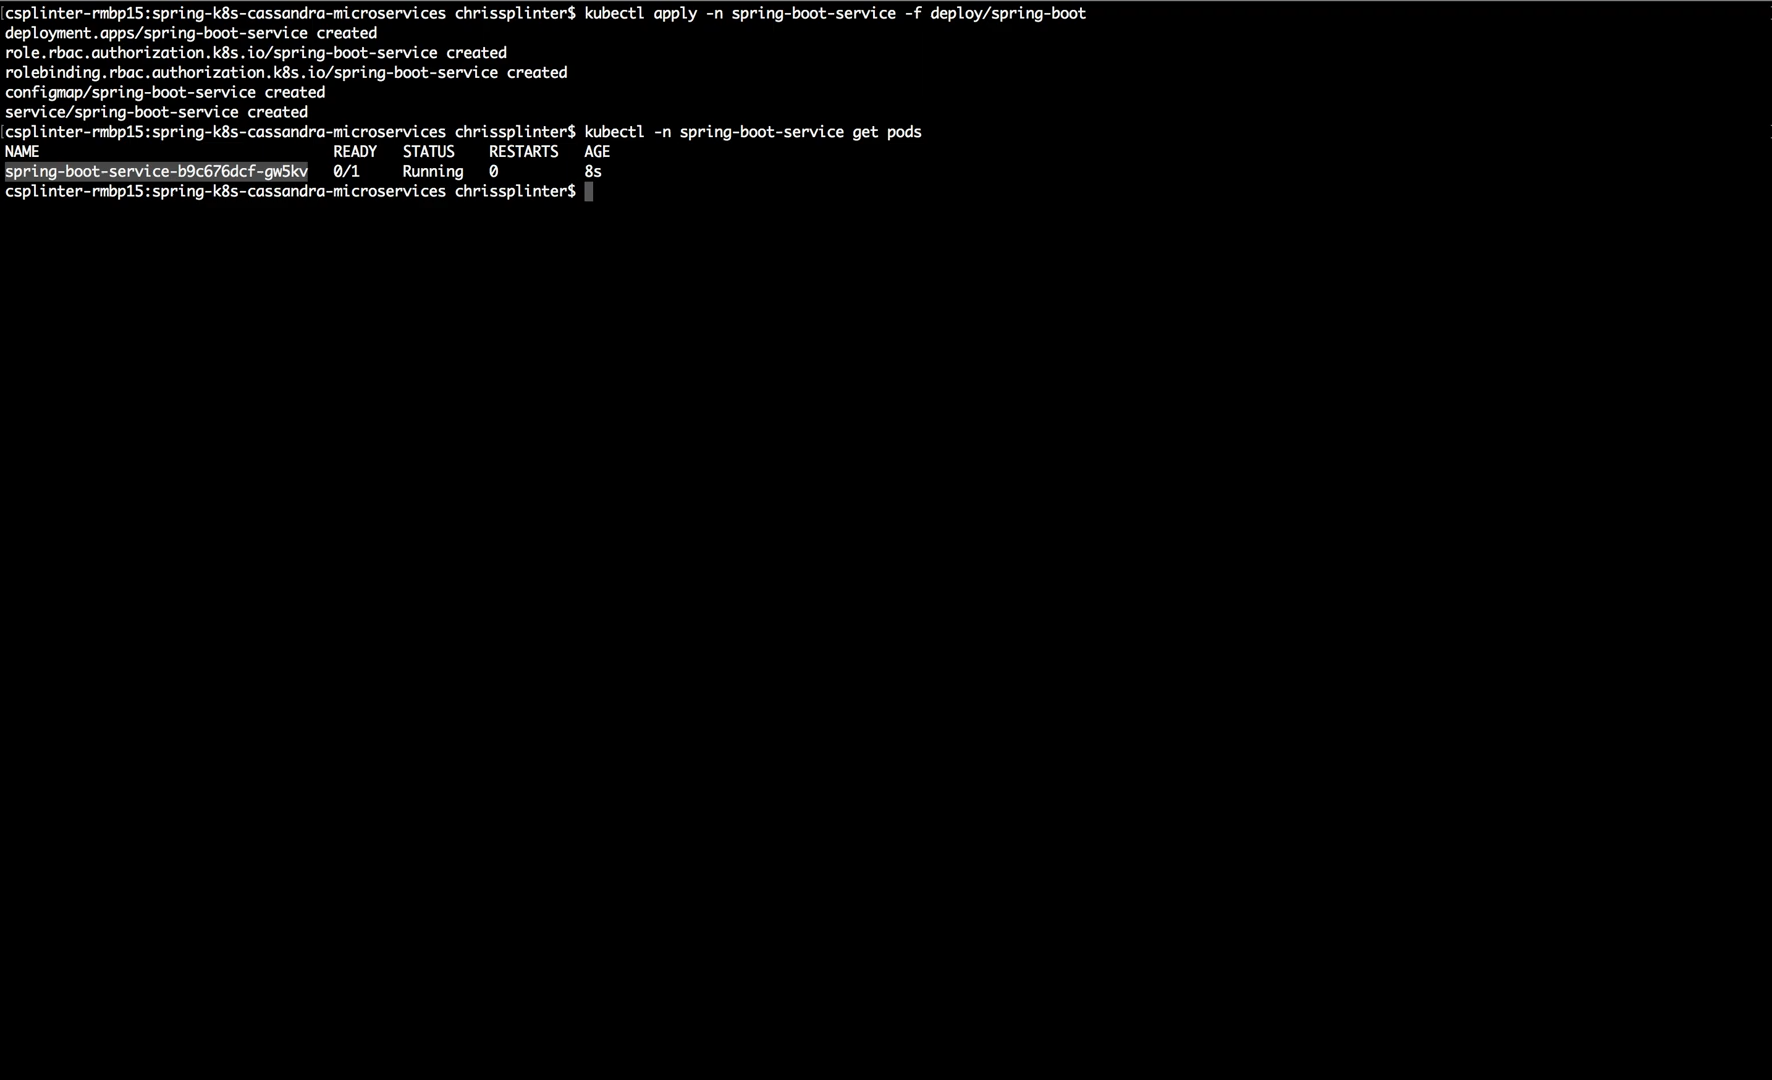 [csplinter-rmbp15:spring-k8s-cassandra-microservices chrissplinter$ kubectl apply -n spring-boot-service -f deploy/spring-boot
deployment.apps/spring-boot-service created
role.rbac.authorization.k8s.io/spring-boot-service created
rolebinding.rbac.authorization.k8s.io/spring-boot-service created
configmap/spring-boot-service created
service/spring-boot-service created
[csplinter-rmbp15:spring-k8s-cassandra-microservices chrissplinter$ kubectl -n spring-boot-service get pods
NAME READY STATUS RESTARTS AGE
spring-boot-service-b9c676dcf-gw5kv 0/1 Running 0 8s
csplinter-rmbp15:spring-k8s-cassandra-microservices chrissplinter$